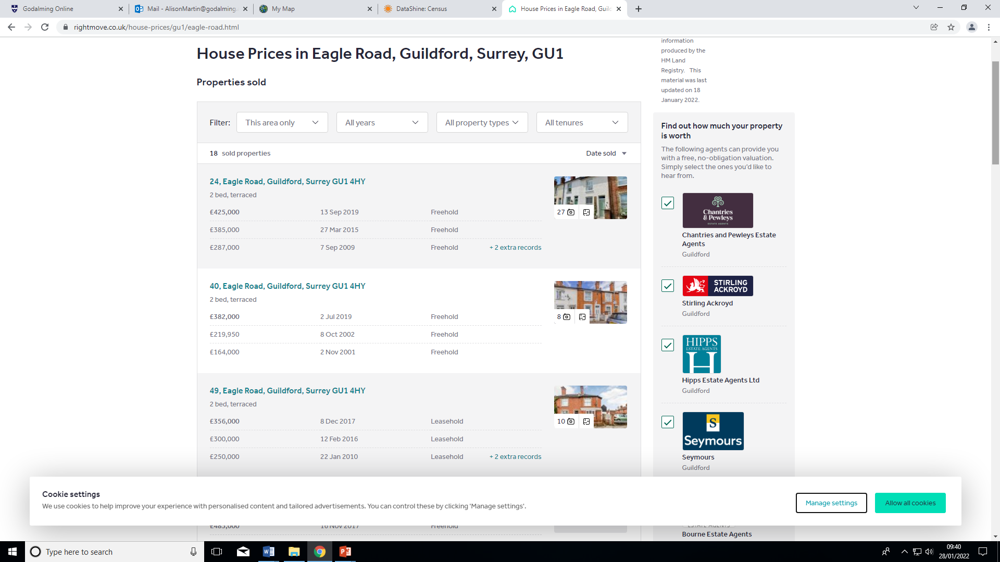 Godalming Online
Mail - AlisonMartin@godalming.
My Map
DataShine: Census
House Prices in Eagle Road, Guil
rightmove.co.uk/house-prices/gu1/eagle-road.html
House Prices in Eagle Road, Guildford, Surrey, GU1
Properties sold
Filter: This area only All years All property types All tenures
18 sold properties Date sold
24, Eagle Road, Guildford, Surrey GU1 4HY
2 bed, terraced
£425,000 13 Sep 2019 Freehold
£385,000 27 Mar 2015 Freehold
£287,000 7 Sep 2009 Freehold + 2 extra records
27
40, Eagle Road, Guildford, Surrey GU1 4HY
2 bed, terraced
£382,000 2 Jul 2019 Freehold
£219,950 8 Oct 2002 Freehold
£164,000 2 Nov 2001 Freehold
8
49, Eagle Road, Guildford, Surrey GU1 4HY
2 bed, terraced
£356,000 8 Dec 2017 Leasehold
£300,000 12 Feb 2016 Leasehold
£250,000 22 Jan 2010 Leasehold + 2 extra records
10
£485,000 16 Nov 2017 Freehold
information
produced by the
HM Land
Registry. This
material was last
updated on 18
January 2022.
Find out how much your property
is worth
The following agents can provide you
with a free, no-obligation valuation.
Simply select the ones you'd like to
hear from.
Chantries
& Pewleys
ESTATE AGENTS
Chantries and Pewleys Estate
Agents
Guildford
STIRLING
ACKROYD
Stirling Ackroyd
Guildford
HIPPS
ESTATE AGENTS
H
Hipps Estate Agents Ltd
Guildford
S
Seymours
Seymours
Guildford
ESTATE AGENTS
Bourne Estate Agents
Cookie settings
We use cookies to help improve your experience with personalised content and tailored advertisements. You can control these by clicking 'Manage settings'.
Manage settings
Allow all cookies
Type here to search
09:40
28/01/2022